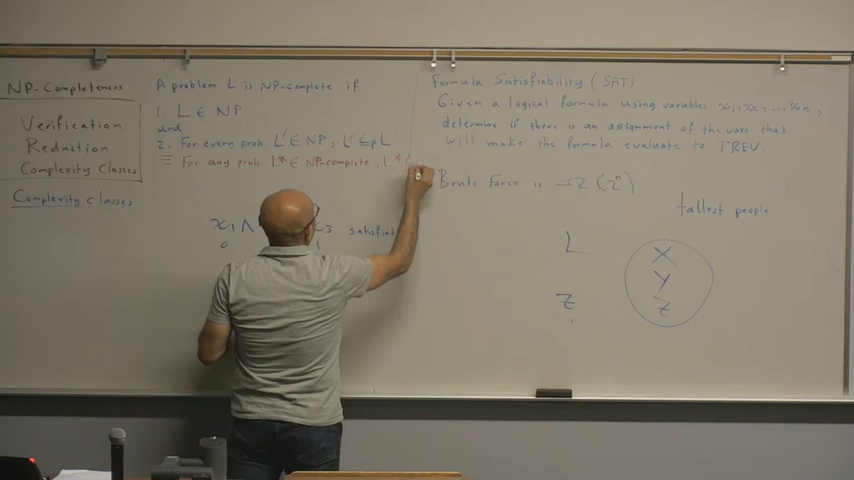 NP-Completeness
Verification
Reduction
Complexity Classes
Complexity Classes
A problem L is NP-complete if
1. L ∈ NP
and
2. For every prob. L' ∈ NP, L' ≤p L
≡ For any prob. L* ∈ NP-complete, L*
x₁ ∧
3 satisfiab
0
1
Formula Satisfiability (SAT)
Given a logical formula using variables x₁, x₂, ... xₙ,
determine if there is an assignment of the vars that
will make the formula evaluate to TREU.
Brute Force is Ω(2ⁿ)
tallest people
L
Z
X
Y
Z